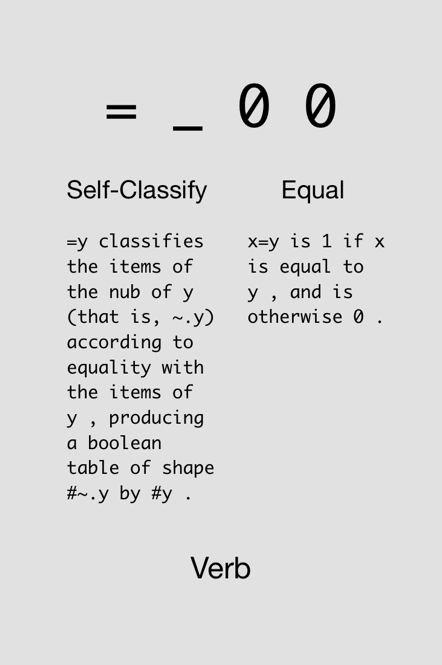 = _ 0 0
Self-Classify
=y classifies
the items of
the nub of y
(that is, ~.y)
according to
equality with
the items of
y , producing
a boolean
table of shape
#~.y by #y .
Equal
x=y is 1 if x
is equal to
y , and is
otherwise 0 .
Verb